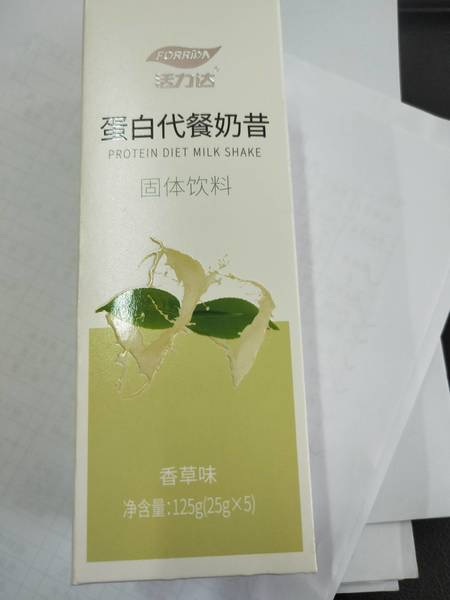 FORRIDA
活力达
蛋白代餐奶昔
PROTEIN DIET MILK SHAKE
固体饮料
香草味
净含量:125g(25g×5)